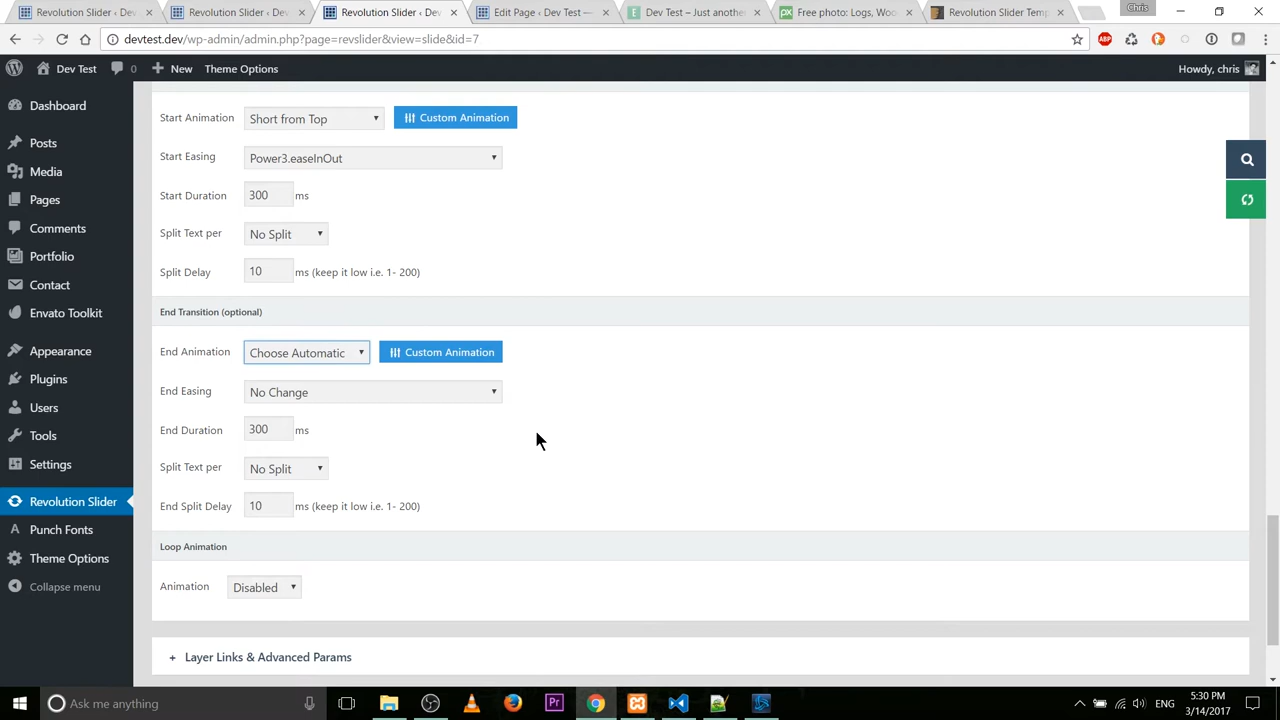 Revolution Slider ‹ Dev
Revolution Slider ‹ Dev
Revolution Slider ‹ Dev
Edit Page ‹ Dev Test —
Dev Test – Just another
Free photo: Logs, Woo
Revolution Slider Temp
Chris
devtest.dev/wp-admin/admin.php?page=revslider&view=slide&id=7
ABP
Dev Test
0
New
Theme Options
Howdy, chris
Dashboard
Posts
Media
Pages
Comments
Portfolio
Contact
Envato Toolkit
Appearance
Plugins
Users
Tools
Settings
Revolution Slider
Punch Fonts
Theme Options
Collapse menu
Start Animation
Short from Top
Custom Animation
Start Easing
Power3.easeInOut
Start Duration
300
ms
Split Text per
No Split
Split Delay
10
ms (keep it low i.e. 1- 200)
End Transition (optional)
End Animation
Choose Automatic
Custom Animation
End Easing
No Change
End Duration
300
ms
Split Text per
No Split
End Split Delay
10
ms (keep it low i.e. 1- 200)
Loop Animation
Animation
Disabled
+ Layer Links & Advanced Params
Ask me anything
Pr
ENG
5:30 PM
3/14/2017